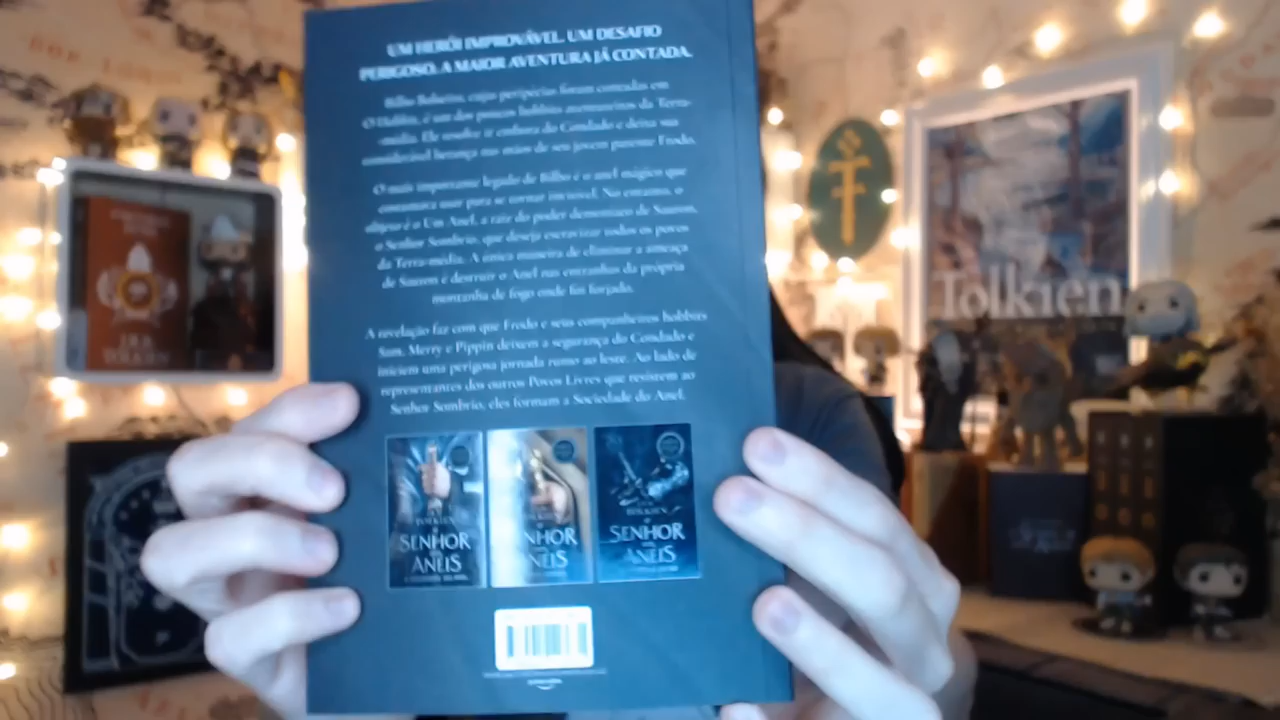 UM HERÓI IMPROVÁVEL. UM DESAFIO
PERIGOSO. A MAIOR AVENTURA JÁ CONTADA.
Bilbo Bolseiro, cujas peripécias foram contadas em
O Hobbit, é um dos poucos hobbits aventureiros da Terra-
-média. Ele resolve ir embora do Condado e deixa sua
considerável herança nas mãos de seu jovem parente Frodo.
O mais importante legado de Bilbo é o anel mágico que
costumava usar para se tornar invisível. No entanto, o
objeto é o Um Anel, a raiz do poder demoníaco de Sauron,
o Senhor Sombrio, que deseja escravizar todos os povos
da Terra-média. A única maneira de eliminar a ameaça
de Sauron é destruir o Anel nas entranhas da própria
montanha de fogo onde foi forjado.
A revelação faz com que Frodo e seus companheiros hobbits
Sam, Merry e Pippin deixem a segurança do Condado e
iniciem uma perigosa jornada rumo ao leste. Ao lado de
representantes dos outros Povos Livres que resistem ao
Senhor Sombrio, eles formam a Sociedade do Anel.
TOLKIEN
O SENHOR
DOS ANÉIS
SENHOR
ANÉIS
TOLKIEN
O SENHOR
DOS ANÉIS
Tolkien
J.R.R.
TOLKIEN